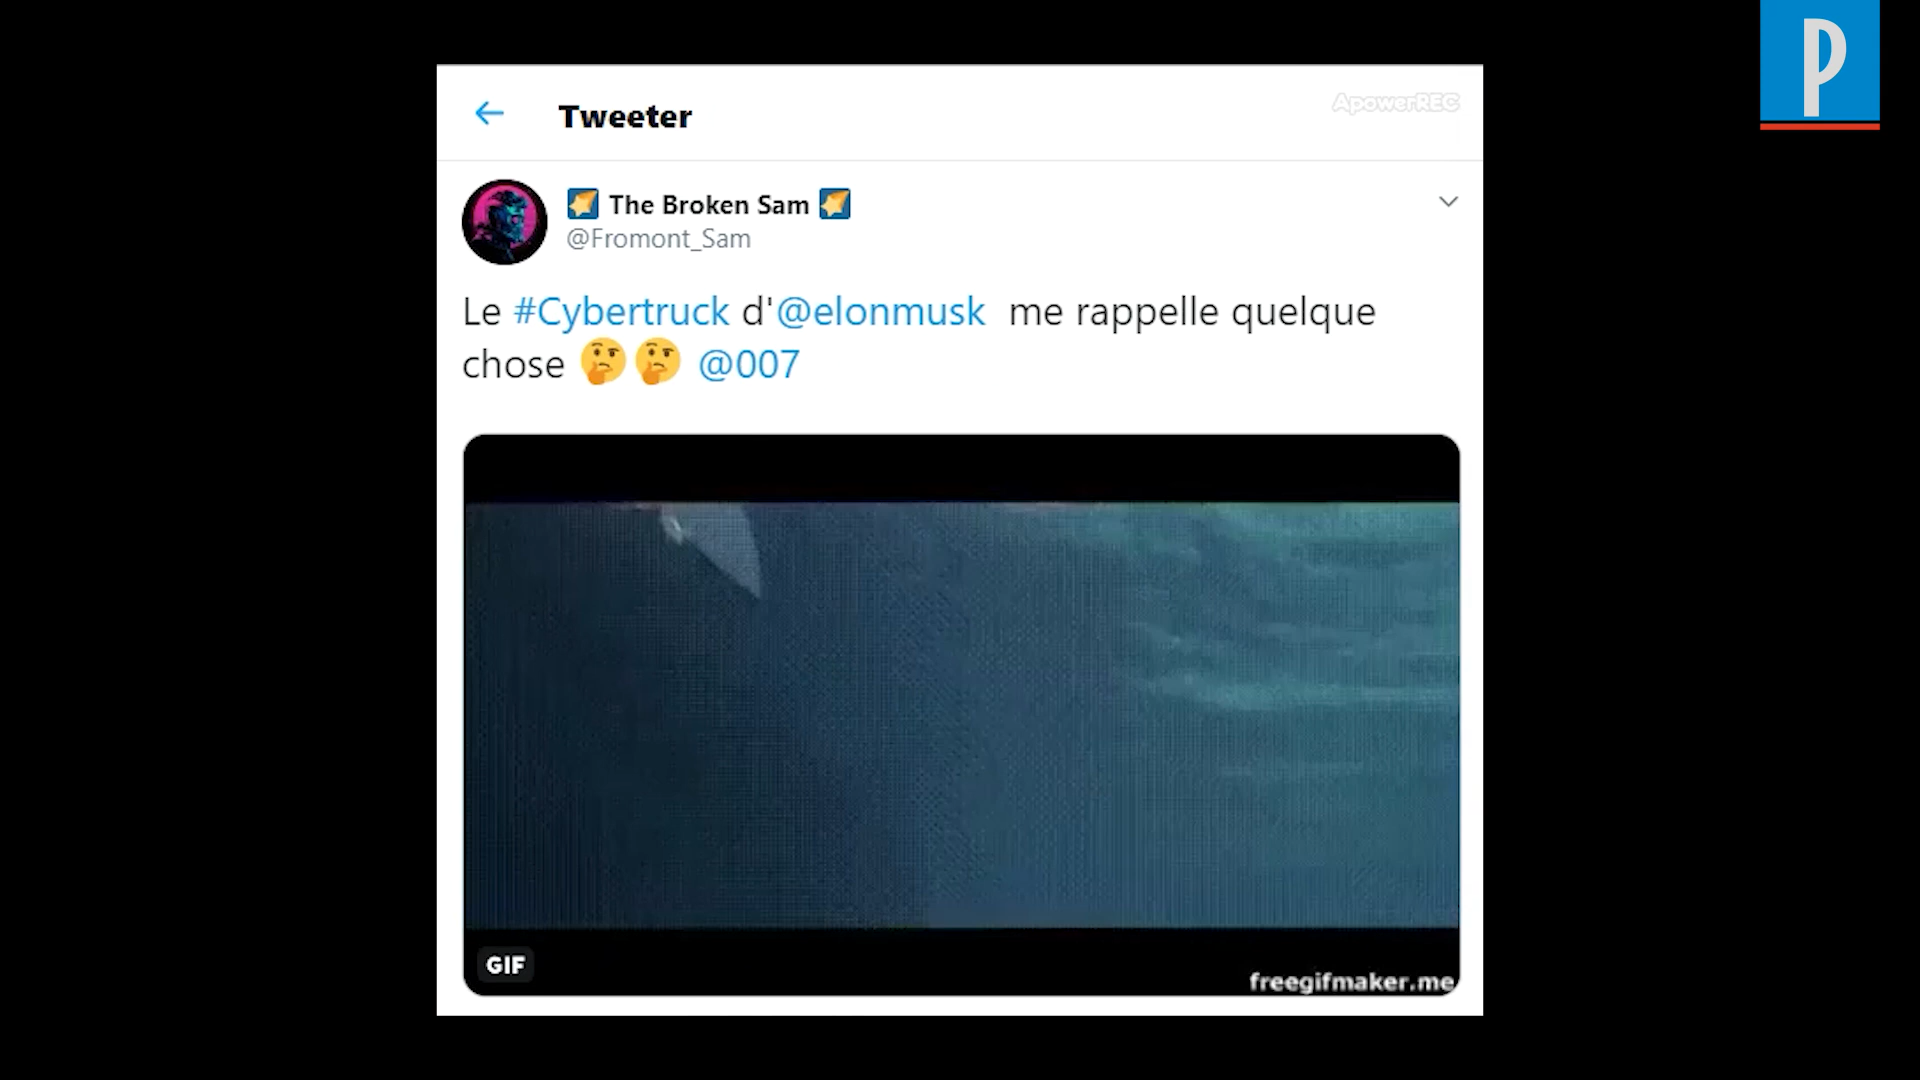 P
Tweeter
ApowerREC
The Broken Sam
@Fromont_Sam
Le #Cybertruck d'@elonmusk me rappelle quelque
chose 🤔🤔 @007
GIF
freegifmaker.me